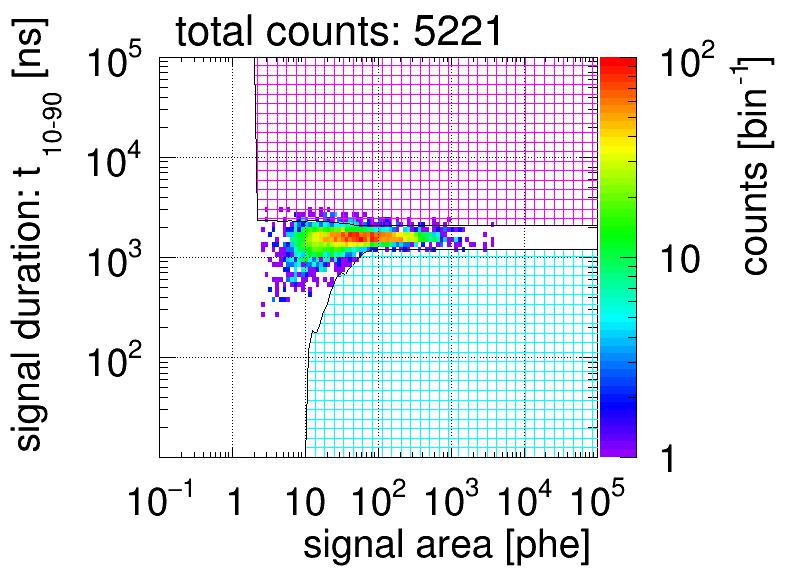 total counts: 5221
signal duration: t 10-90 [ns]
10^5
10^4
10^3
10^2
10^−1 1 10 10^2 10^3 10^4 10^5
signal area [phe]
10^2
10
1
counts [bin^-1]